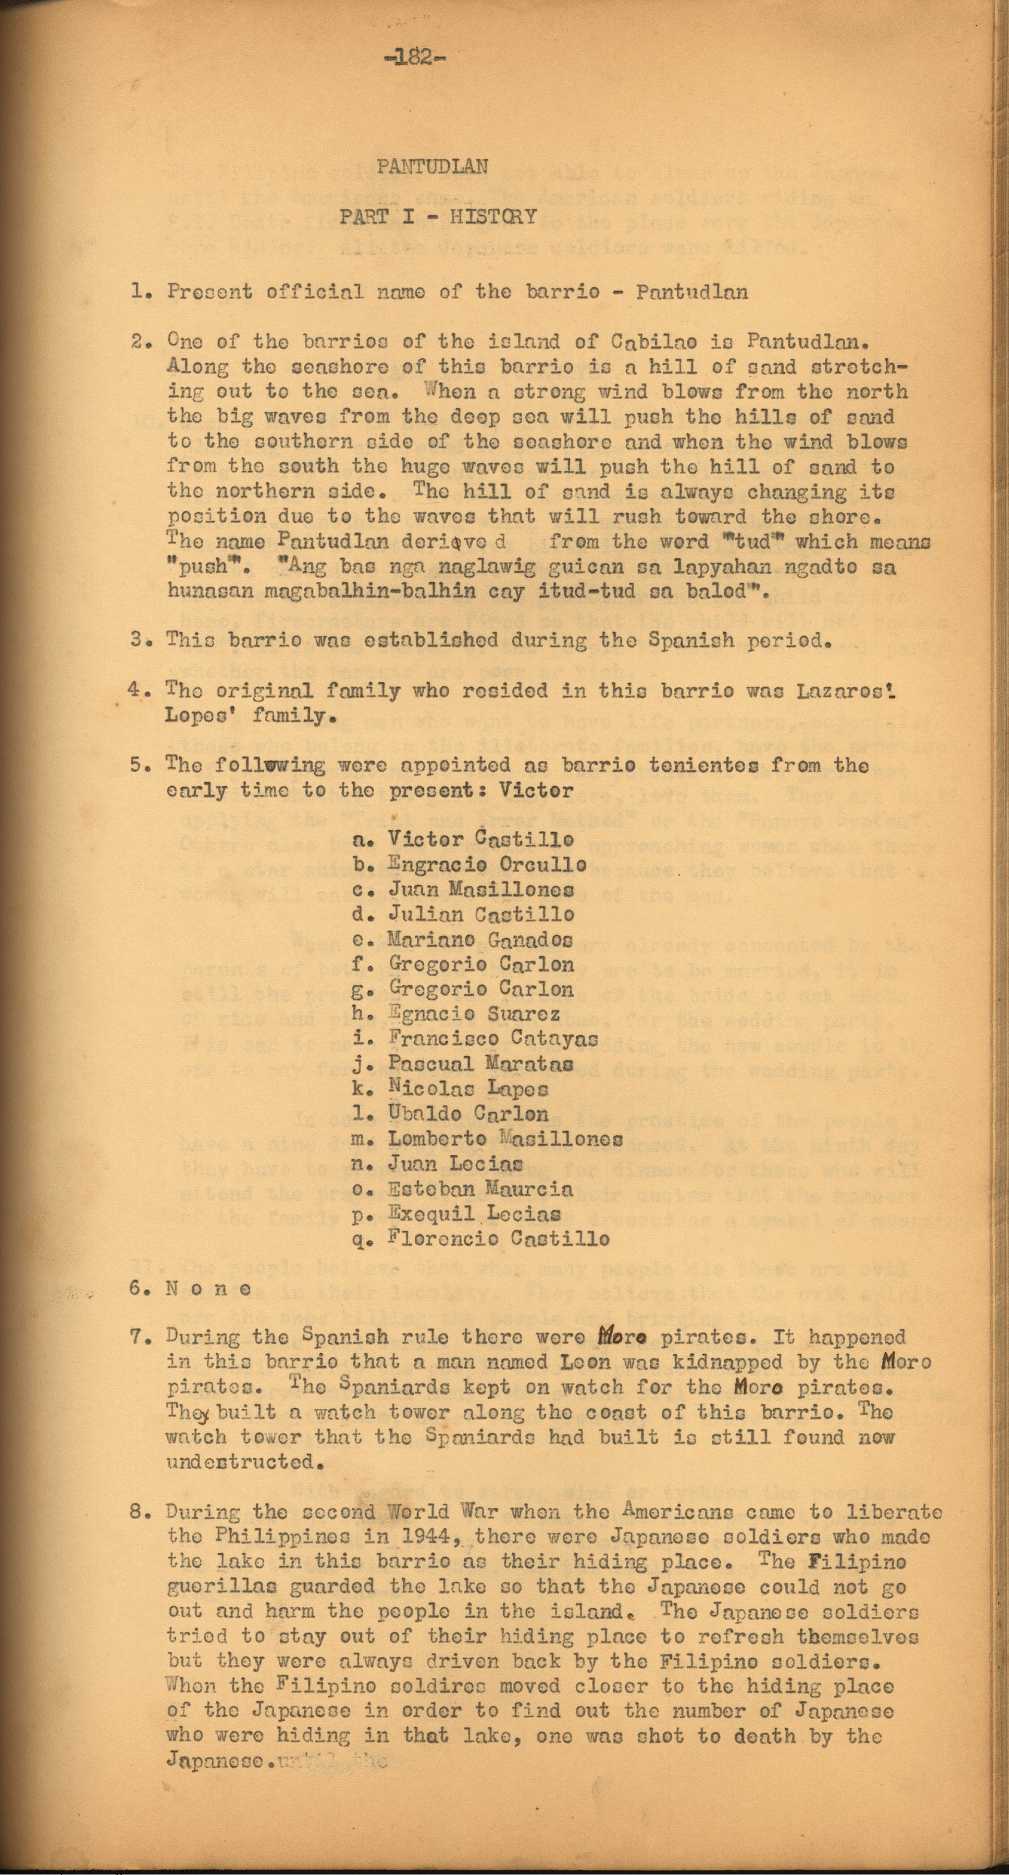 -182-
PANTUDLAN
PART I - HISTORY
1. Present official name of the barrio - Pantudlan
2. One of the barrios of the island of Cabilao is Pantudlan.
Along the seashore of this barrio is a hill of sand stretch-
ing out to the sea. When a strong wind blows from the north
the big waves from the deep sea will push the hills of sand
to the southern side of the seashore and when the wind blows
from the south the huge waves will push the hill of sand to
the northern side. The hill of sand is always changing its
position due to the waves that will rush toward the shore.
The name Pantudlan derived from the word "tud" which means
"push". "Ang bas nga naglawig guican sa lapyahan ngadto sa
hunasan magabalhin-balhin cay itud-tud sa balod".
3. This barrio was established during the Spanish period.
4. The original family who resided in this barrio was Lazaros'
Lopes' family.
5. The following were appointed as barrio tenientes from the
early time to the present: Victor
a. Victor Castillo
b. Engracio Orcullo
c. Juan Masillones
d. Julian Castillo
e. Mariano Ganados
f. Gregorio Carlon
g. Gregorio Carlon
h. Egnacio Suarez
i. Francisco Catayas
j. Pascual Maratas
k. Nicolas Lapes
l. Ubaldo Carlon
m. Lomberto Masillones
n. Juan Lecias
o. Esteban Maurcia
p. Exequil Lecias
q. Florencio Castillo
6. N o n e
7. During the Spanish rule there were Moro pirates. It happened
in this barrio that a man named Leon was kidnapped by the Moro
pirates. The Spaniards kept on watch for the Moro pirates.
They built a watch tower along the coast of this barrio. The
watch tower that the Spaniards had built is still found now
undestructed.
8. During the second World War when the Americans came to liberate
the Philippines in 1944, there were Japanese soldiers who made
the lake in this barrio as their hiding place. The Filipino
guerillas guarded the lake so that the Japanese could not go
out and harm the people in the island. The Japanese soldiers
tried to stay out of their hiding place to refresh themselves
but they were always driven back by the Filipino soldiers.
When the Filipino soldires moved closer to the hiding place
of the Japanese in order to find out the number of Japanese
who were hiding in that lake, one was shot to death by the
Japanese. until the